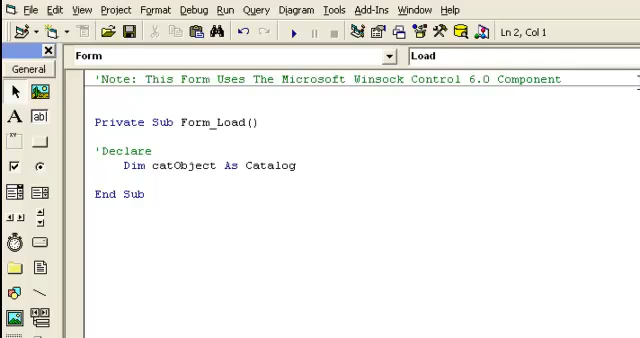 File Edit View Project Format Debug Run Query Diagram Tools Add-Ins Window Help
Ln 2, Col 1
General
Form Load
'Note: This Form Uses The Microsoft Winsock Control 6.0 Component
Private Sub Form_Load()
'Declare
Dim catObject As Catalog
End Sub
A
ab|
xv